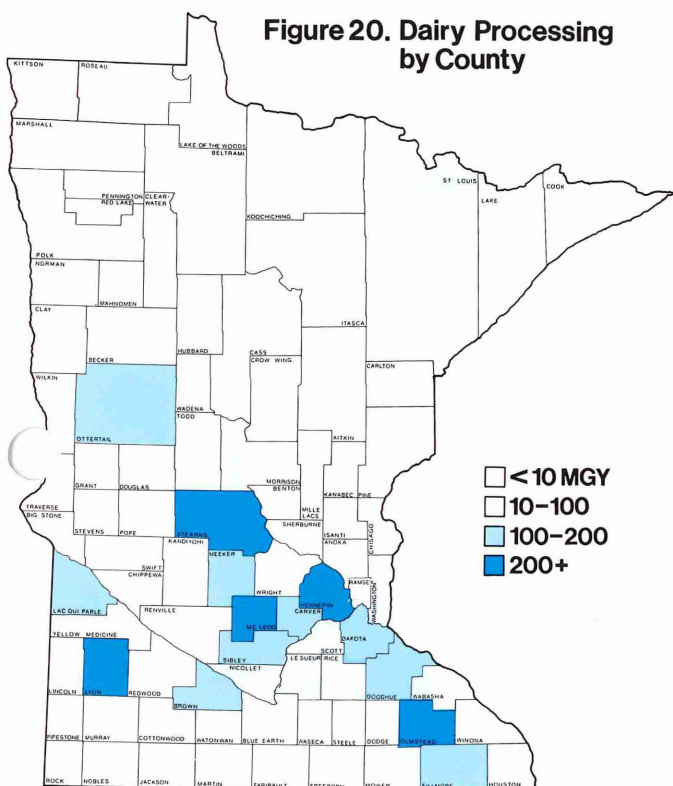 Figure 20. Dairy Processing
by County
KITTSON
ROSEAU
MARSHALL
LAKE OF THE WOODS
BELTRAMI
ST LOUIS
LAKE
COOK
PENNINGTON
RED LAKE
CLEAR-
WATER
KOOCHICHING
POLK
NORMAN
MAHNOMEN
CLAY
ITASCA
HUBBARD
CASS
CROW WING
BECKER
CARLTON
WILKIN
WADENA
TODD
OTTERTAIL
AITKIN
GRANT
DOUGLAS
MORRISON
BENTON
KANABEC
PINE
< 10 MGY
10-100
100-200
200+
TRAVERSE
BIG STONE
STEVENS
POPE
STEARNS
MILLE
LACS
SHERBURNE
ISANTI
ANOKA
CHICAGO
KANDIYOHI
MEEKER
SWIFT
CHIPPEWA
WRIGHT
RAMSEY
WASHINGTON
HENNEPIN
CARVER
LAC QUI PARLE
RENVILLE
MC LEOD
YELLOW MEDICINE
SCOTT
DAKOTA
SIBLEY
NICOLLET
LE SUEUR
RICE
LINCOLN
LYON
REDWOOD
BROWN
GOODHUE
WABASHA
PIPESTONE
MURRAY
COTTONWOOD
WATONWAN
BLUE EARTH
WASECA
STEELE
DODGE
OLMSTEAD
WINONA
ROCK
NOBLES
JACKSON
MARTIN
FARIBAULT
FREEBORN
MOWER
FILLMORE
HOUSTON